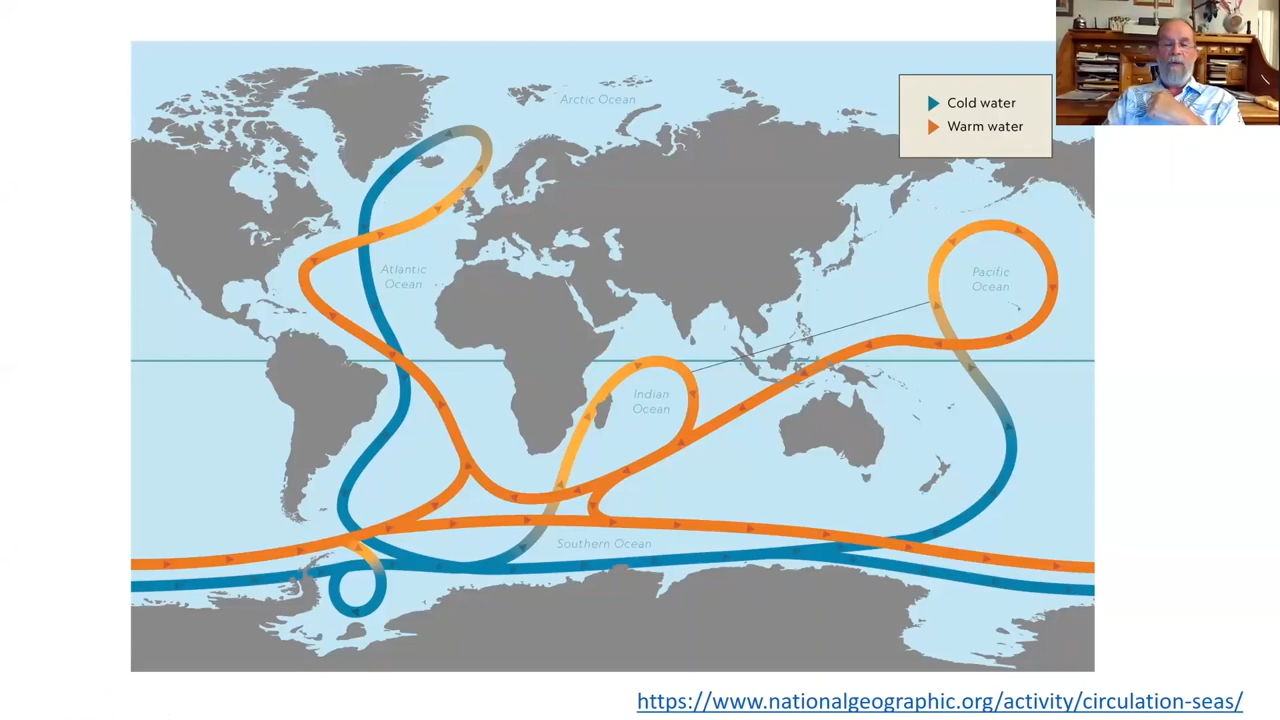 Arctic Ocean
Cold water
Warm water
Atlantic
Ocean
Pacific
Ocean
Indian
Ocean
Southern Ocean
https://www.nationalgeographic.org/activity/circulation-seas/